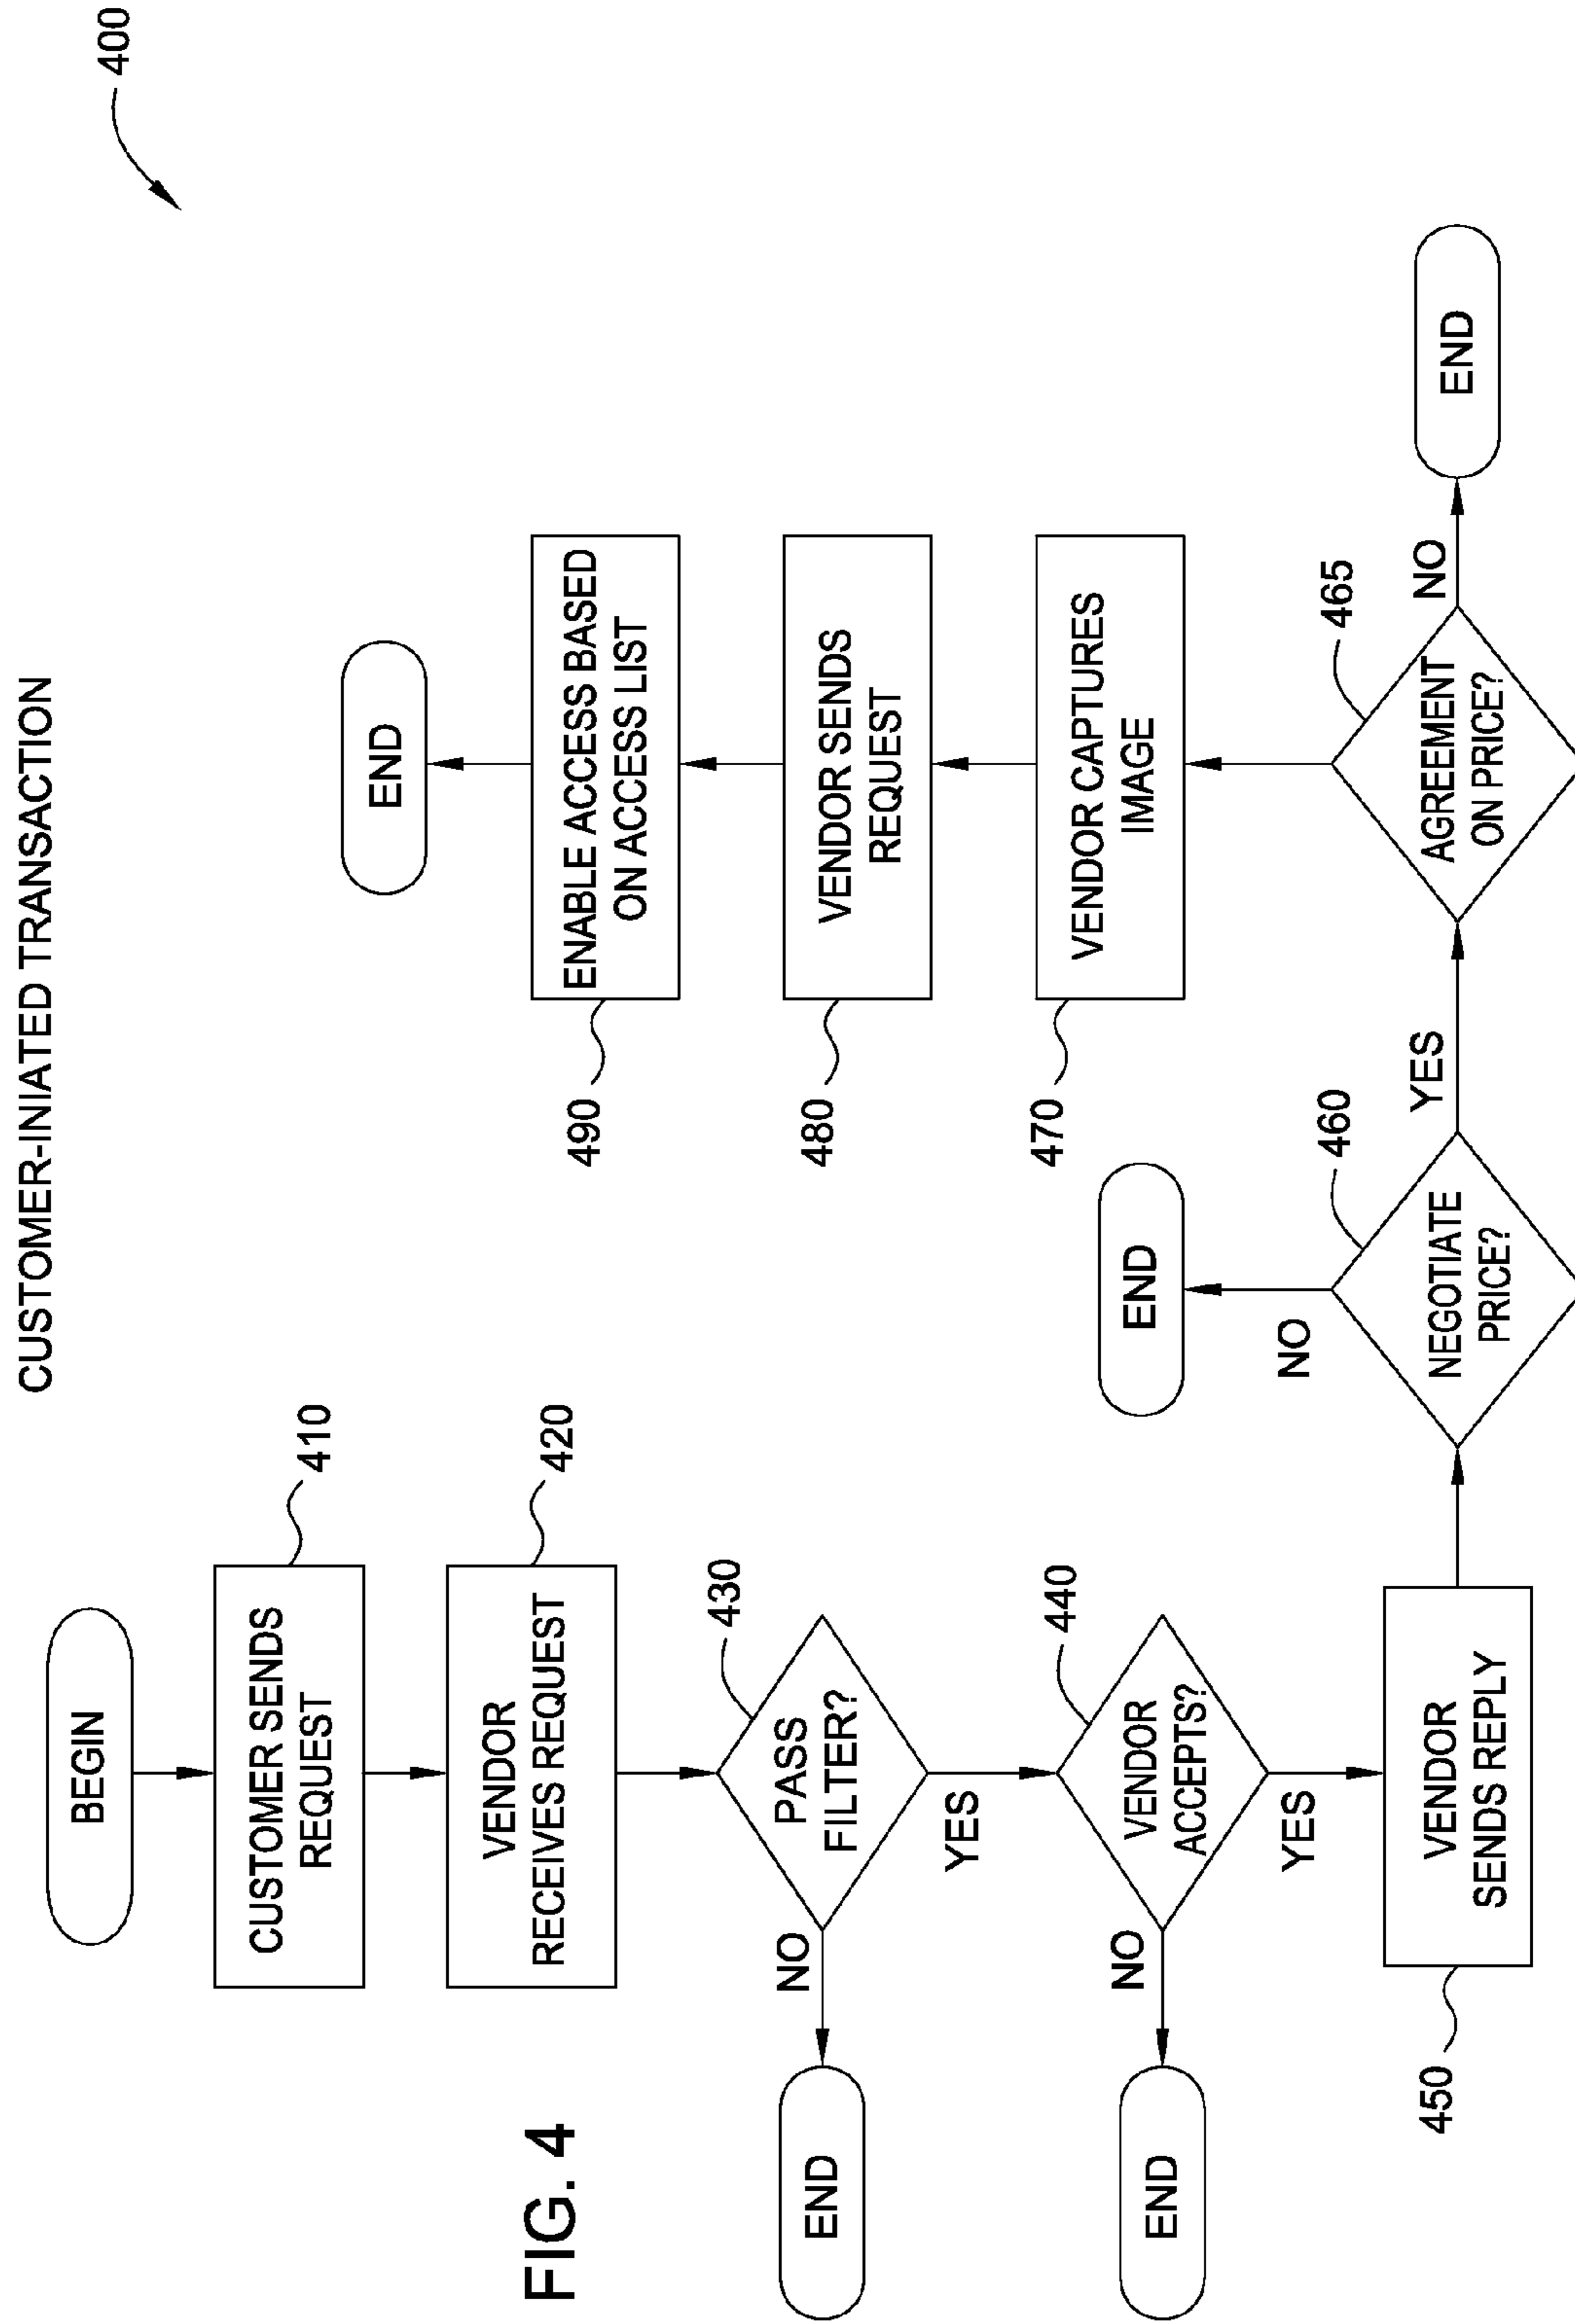 CUSTOMER-INIATED TRANSACTION
400
FIG. 4
BEGIN
CUSTOMER SENDS
REQUEST
410
VENDOR
RECEIVES REQUEST
420
PASS
FILTER?
430
NO
END
YES
VENDOR
ACCEPTS?
440
NO
END
YES
VENDOR
SENDS REPLY
450
NEGOTIATE
PRICE?
460
NO
END
YES
AGREEMENT
ON PRICE?
465
NO
END
VENDOR CAPTURES
IMAGE
470
VENDOR SENDS
REQUEST
480
ENABLE ACCESS BASED
ON ACCESS LIST
490
END